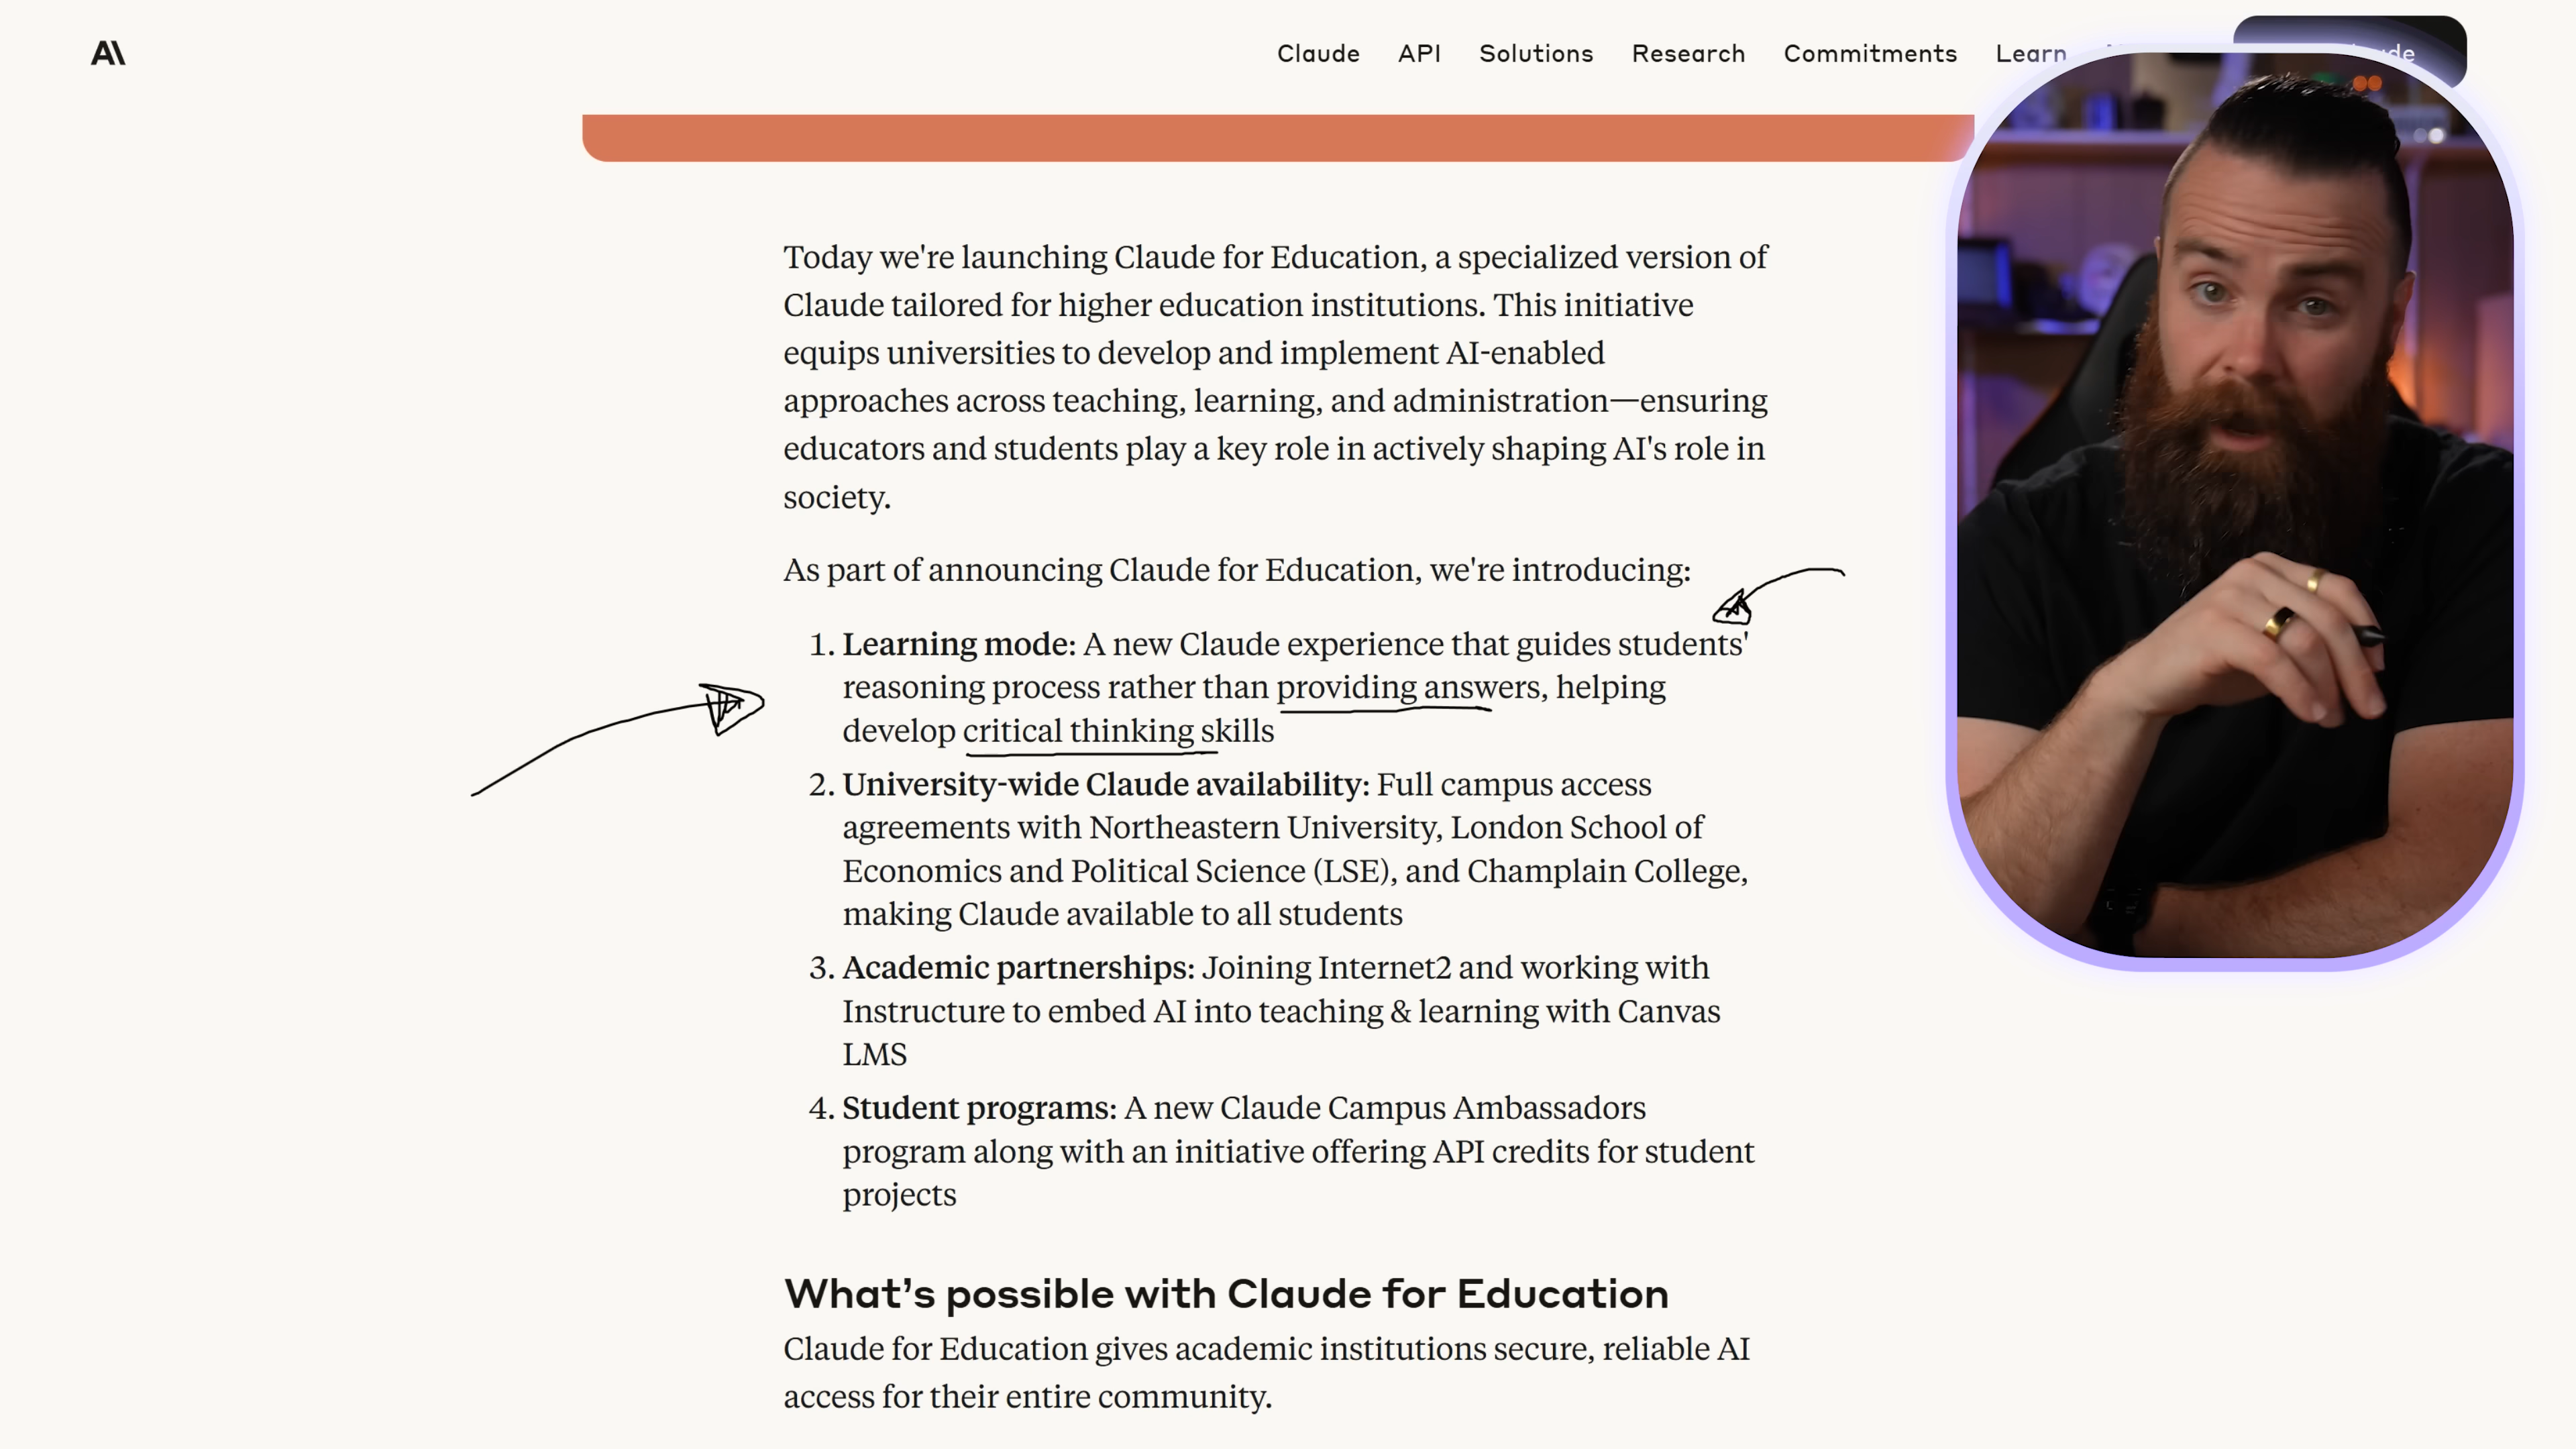 Claude API Solutions Research Commitments Learn
Today we're launching Claude for Education, a specialized version of
Claude tailored for higher education institutions. This initiative
equips universities to develop and implement AI-enabled
approaches across teaching, learning, and administration—ensuring
educators and students play a key role in actively shaping AI's role in
society.
As part of announcing Claude for Education, we're introducing:
1. Learning mode: A new Claude experience that guides students'
reasoning process rather than providing answers, helping
develop critical thinking skills
2. University-wide Claude availability: Full campus access
agreements with Northeastern University, London School of
Economics and Political Science (LSE), and Champlain College,
making Claude available to all students
3. Academic partnerships: Joining Internet2 and working with
Instructure to embed AI into teaching & learning with Canvas
LMS
4. Student programs: A new Claude Campus Ambassadors
program along with an initiative offering API credits for student
projects
What’s possible with Claude for Education
Claude for Education gives academic institutions secure, reliable AI
access for their entire community.